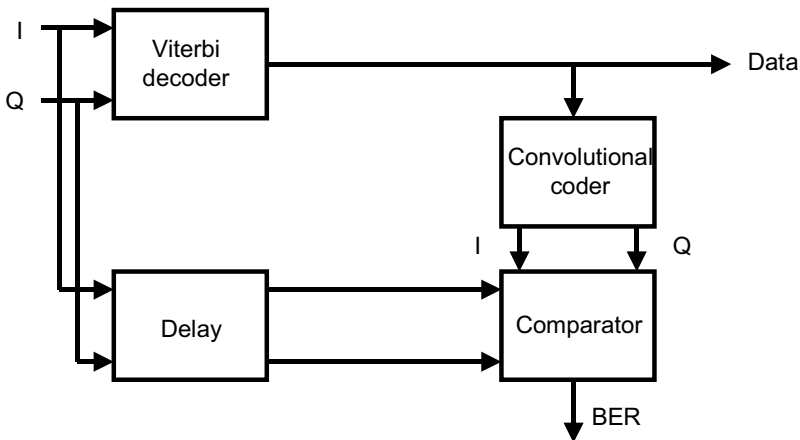 I
Viterbi
decoder
Data
Q
Convolutional
coder
I
Q
Delay
Comparator
BER